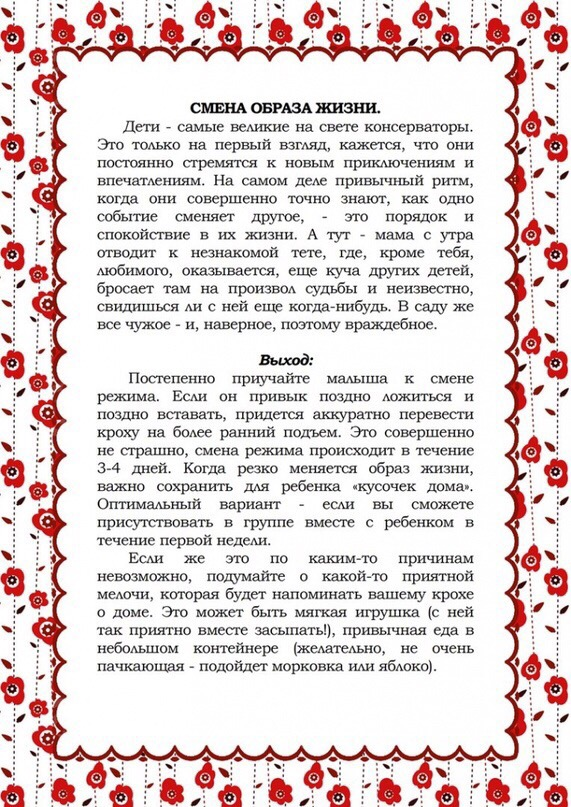 СМЕНА ОБРАЗА ЖИЗНИ.
Дети - самые великие на свете консерваторы.
Это только на первый взгляд, кажется, что они
постоянно стремятся к новым приключениям и
впечатлениям. На самом деле привычный ритм,
когда они совершенно точно знают, как одно
событие сменяет другое, - это порядок и
спокойствие в их жизни. А тут - мама с утра
отводит к незнакомой тете, где, кроме тебя,
любимого, оказывается, еще куча других детей,
бросает там на произвол судьбы и неизвестно,
свидишься ли с ней еще когда-нибудь. В саду же
все чужое - и, наверное, поэтому враждебное.
Выход:
Постепенно приучайте малыша к смене
режима. Если он привык поздно ложиться и
поздно вставать, придется аккуратно перевести
кроху на более ранний подъем. Это совершенно
не страшно, смена режима происходит в течение
3-4 дней. Когда резко меняется образ жизни,
важно сохранить для ребенка «кусочек дома».
Оптимальный вариант - если вы сможете
присутствовать в группе вместе с ребенком в
течение первой недели.
Если же это по каким-то причинам
невозможно, подумайте о какой-то приятной
мелочи, которая будет напоминать вашему крохе
о доме. Это может быть мягкая игрушка (с ней
так приятно вместе засыпать!), привычная еда в
небольшом контейнере (желательно, не очень
пачкающая - подойдет морковка или яблоко).